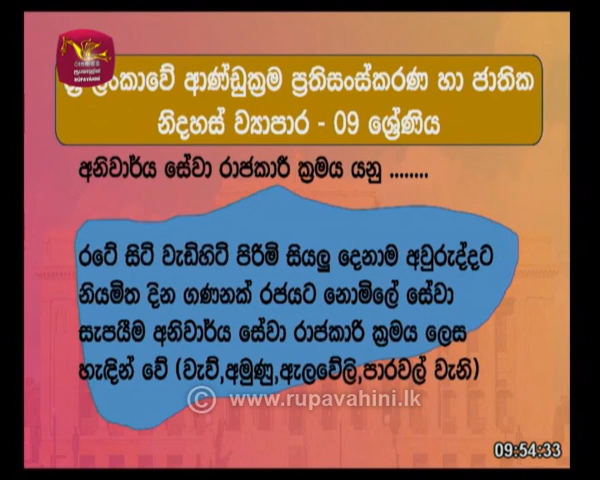 ශ්‍රී ලංකාවේ ආණ්ඩුක්‍රම ප්‍රතිසංස්කරණ හා ජාතික
නිදහස් ව්‍යාපාර - 09 ශ්‍රේණිය
අනිවාර්ය සේවා රාජකාරී ක්‍රමය යනු ........
රටේ සිටි වැඩිහිටි පිරිමි සියලු දෙනාම අවුරුද්දට
නියමිත දින ගණනක් රජයට නොමිලේ සේවා
සැපයීම අනිවාර්ය සේවා රාජකාරි ක්‍රමය ලෙස
හැඳින් වේ (වැව්,අමුණු,ඇලවේලි,පාරවල් වැනි)
© www.rupavahini.lk
09:54:33